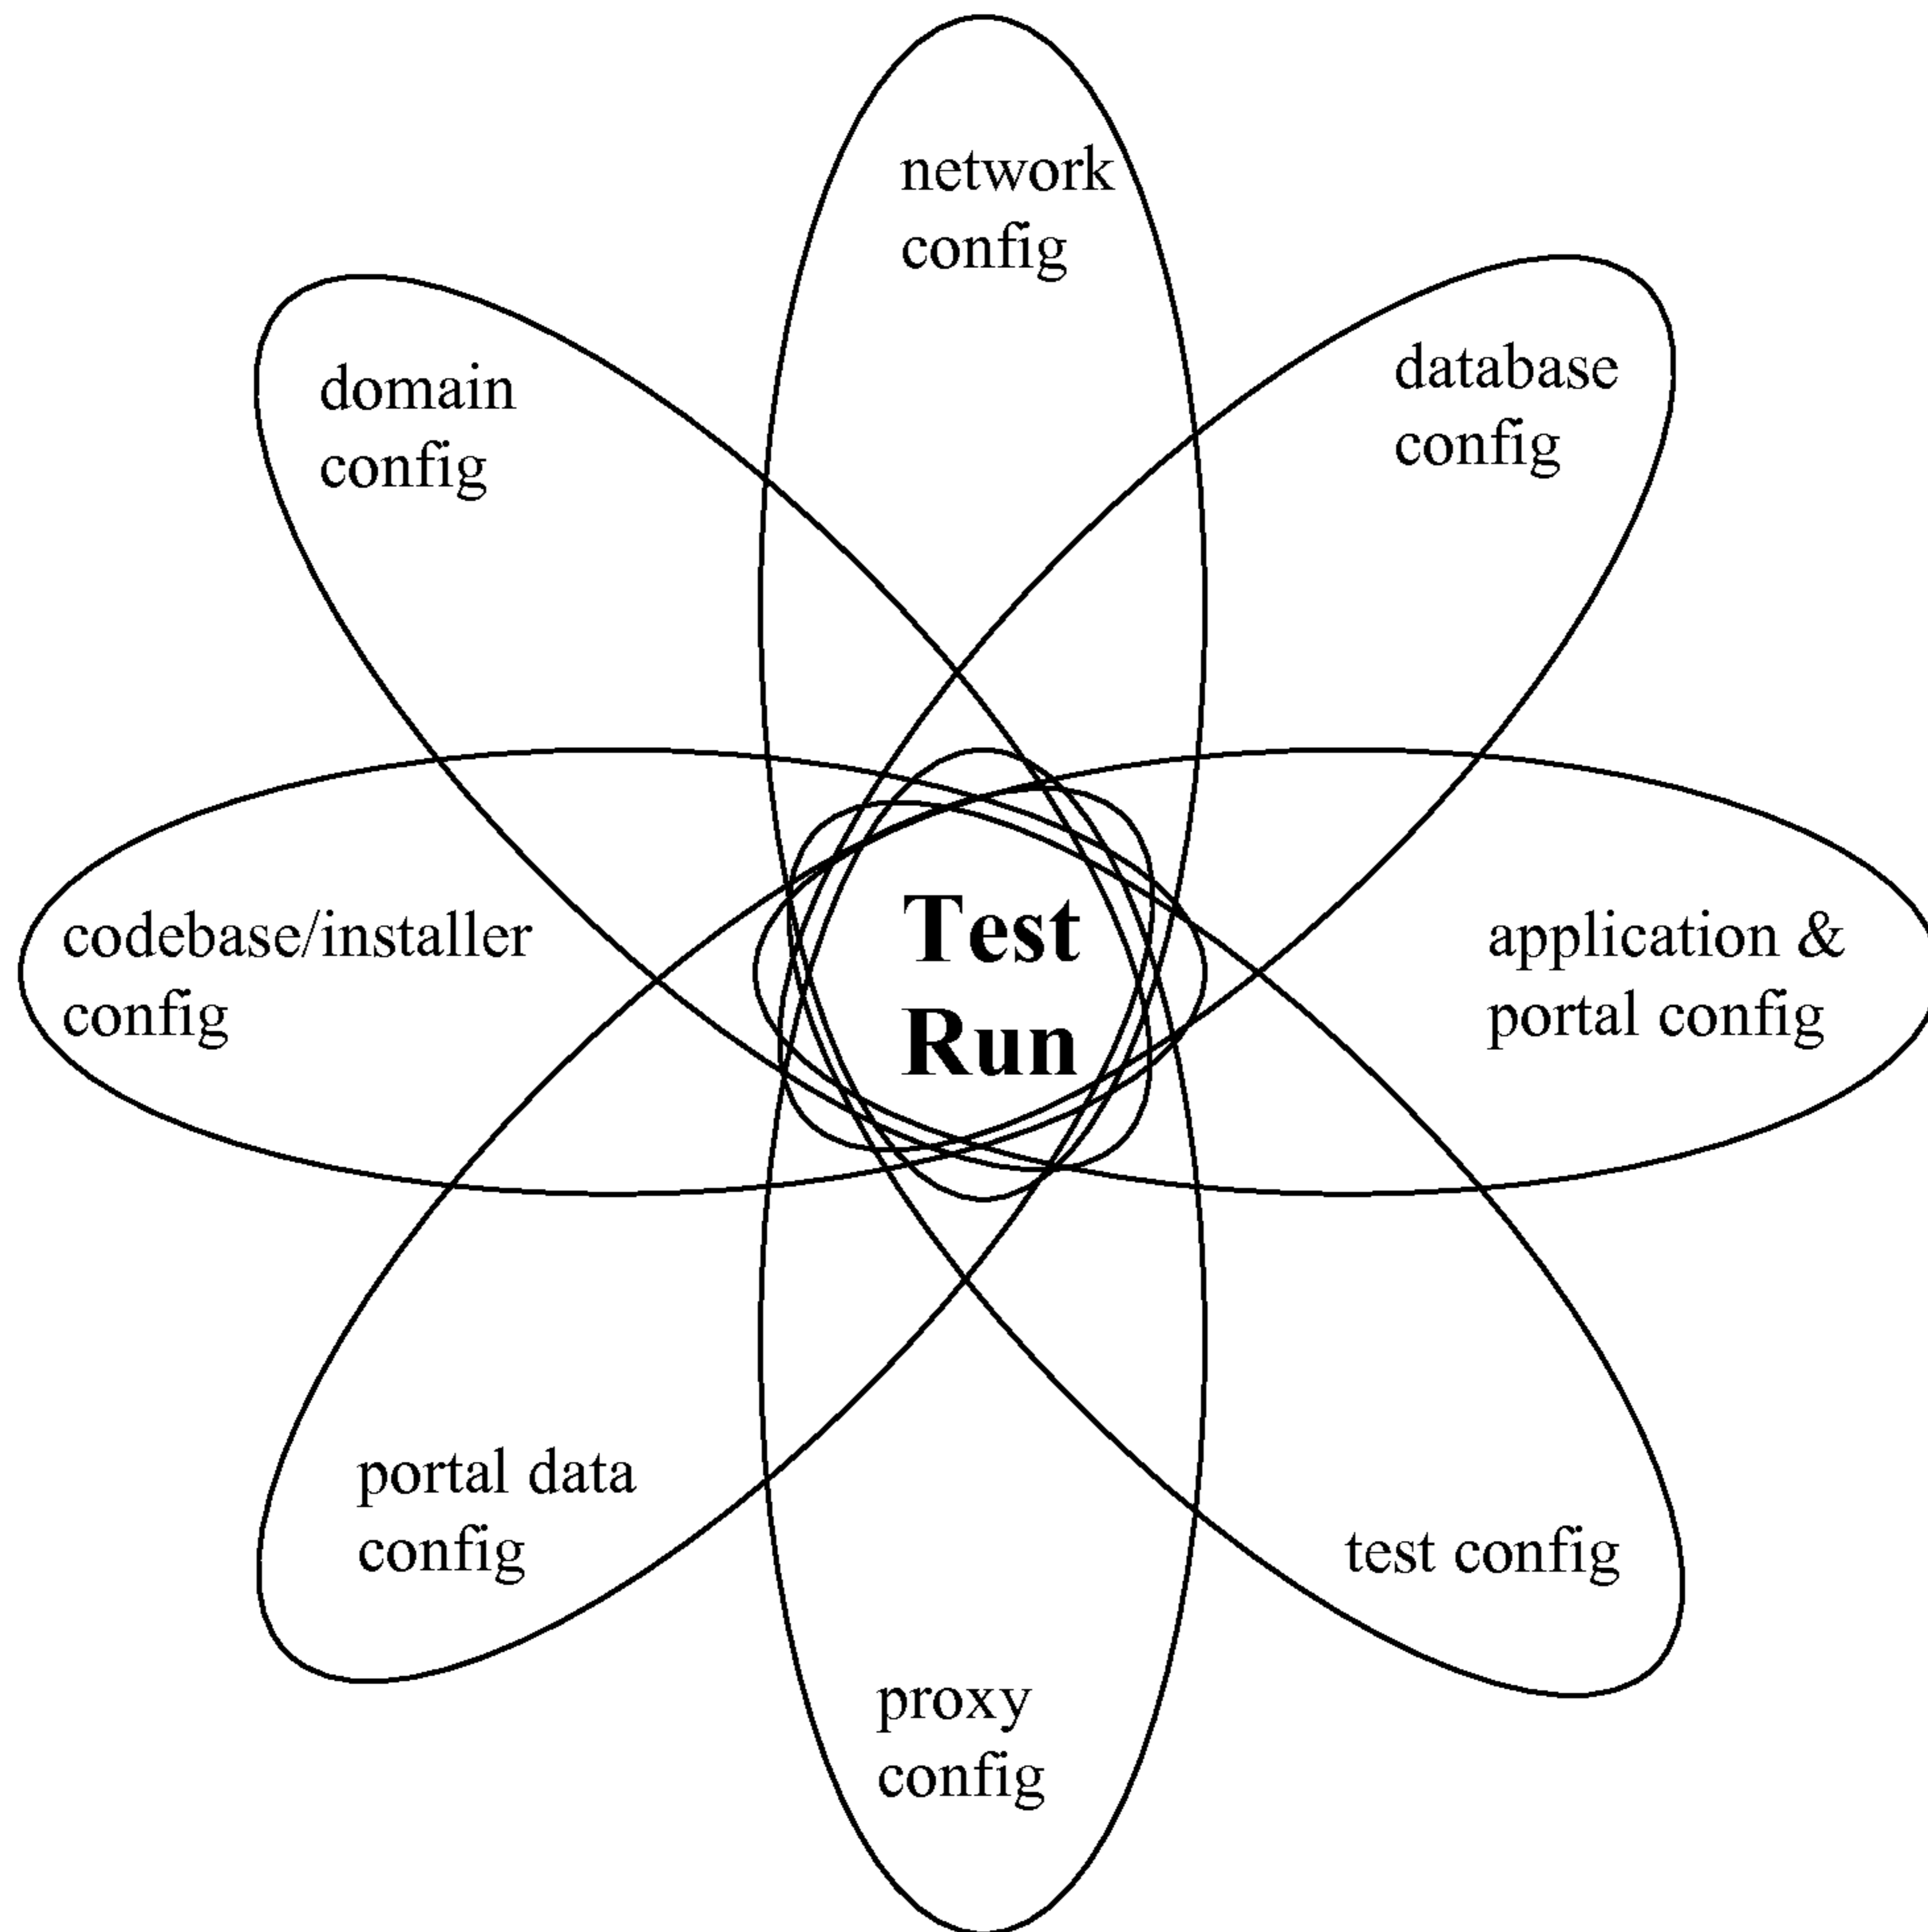 network
config
domain
config
database
config
codebase/installer
config
Test
Run
application &
portal config
portal data
config
test config
proxy
config